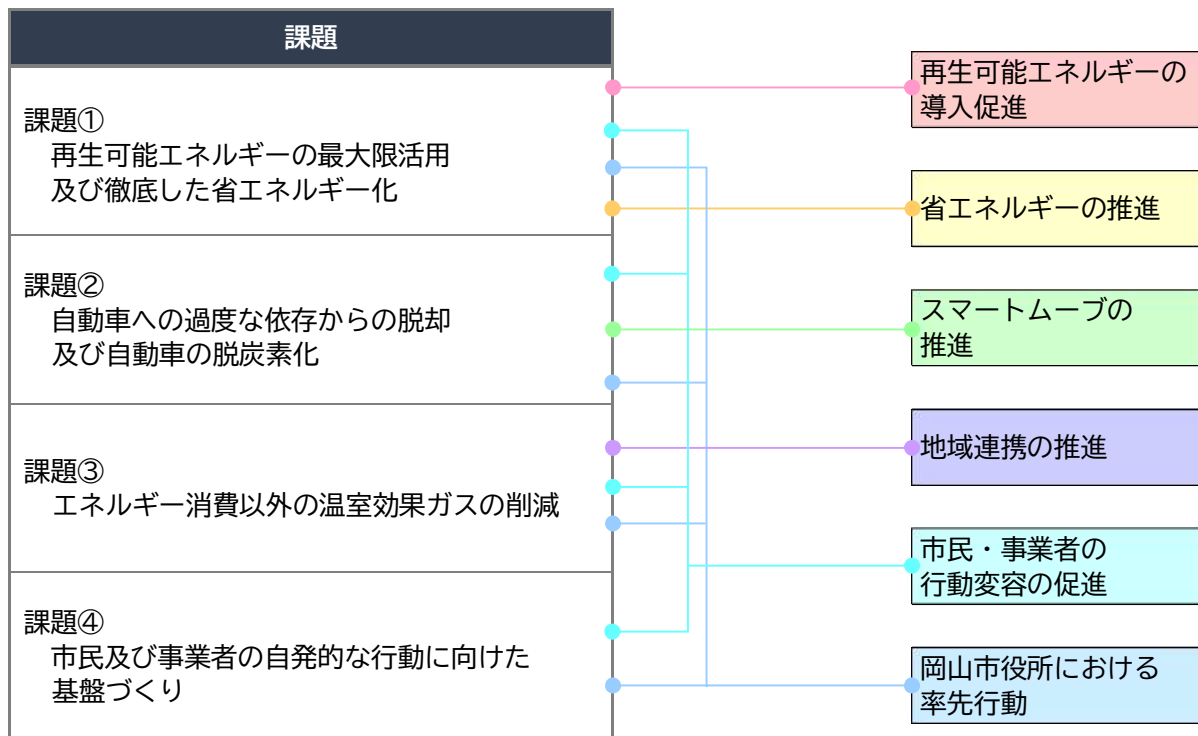 課題
課題①
再生可能エネルギーの最大限活用
及び徹底した省エネルギー化
課題②
自動車への過度な依存からの脱却
及び自動車の脱炭素化
課題③
エネルギー消費以外の温室効果ガスの削減
課題④
市民及び事業者の自発的な行動に向けた
基盤づくり
再生可能エネルギーの
導入促進
省エネルギーの推進
スマートムーブの
推進
地域連携の推進
市民・事業者の
行動変容の促進
岡山市役所における
率先行動